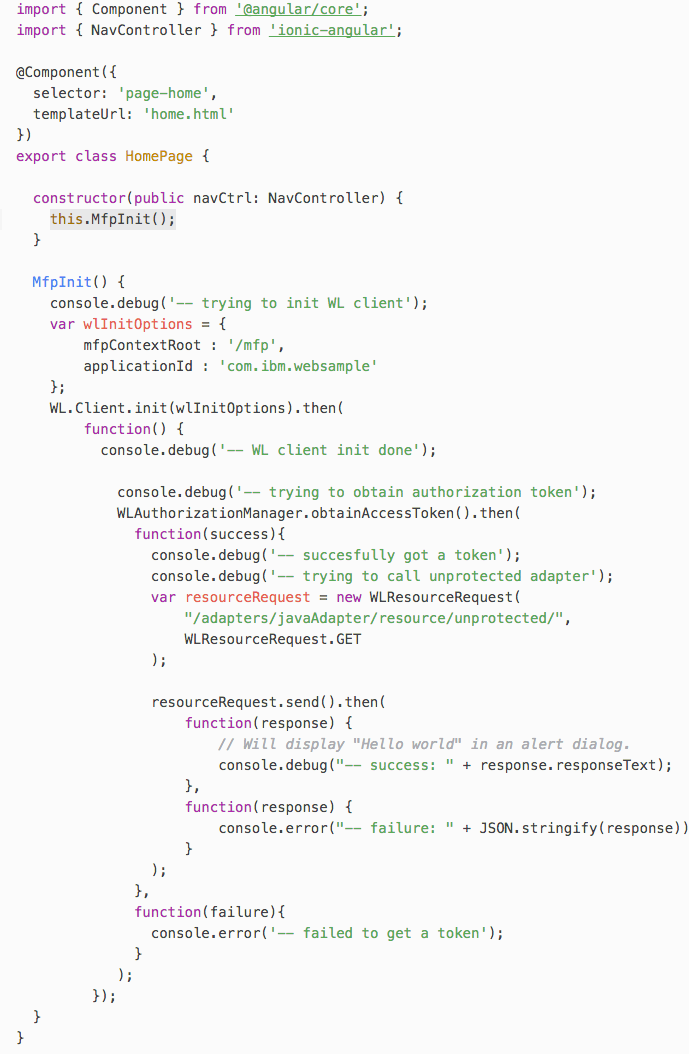 import { Component } from '@angular/core';
import { NavController } from 'ionic-angular';

@Component({
  selector: 'page-home',
  templateUrl: 'home.html'
})
export class HomePage {

  constructor(public navCtrl: NavController) {
    this.MfpInit();
  }

  MfpInit() {
    console.debug('-- trying to init WL client');
    var wlInitOptions = {
        mfpContextRoot : '/mfp',
        applicationId : 'com.ibm.websample'
    };
    WL.Client.init(wlInitOptions).then(
        function() {
          console.debug('-- WL client init done');

            console.debug('-- trying to obtain authorization token');
            WLAuthorizationManager.obtainAccessToken().then(
              function(success){
                console.debug('-- succesfully got a token');
                console.debug('-- trying to call unprotected adapter');
                var resourceRequest = new WLResourceRequest(
                    "/adapters/javaAdapter/resource/unprotected/",
                    WLResourceRequest.GET
                );

                resourceRequest.send().then(
                    function(response) {
                        // Will display "Hello world" in an alert dialog.
                        console.debug("-- success: " + response.responseText);
                    },
                    function(response) {
                        console.error("-- failure: " + JSON.stringify(response))
                    }
                );
              },
              function(failure){
                console.error('-- failed to get a token');
              }
            );
         });
  }
}